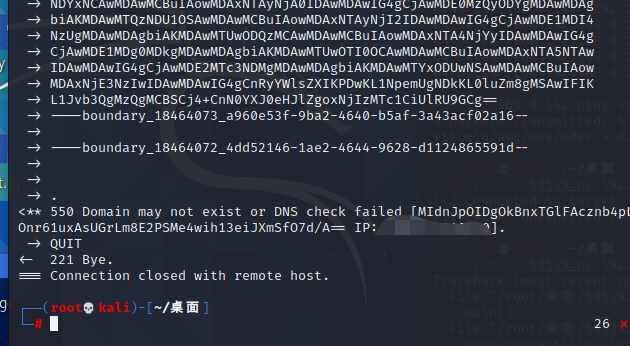 → NDYxNCAwMDAwMCBuIAowMDAxNTAyNjA0IDAwMDAwIG4gCjAwMDE0MzQyODYgMDAwMDAg
→ biAKMDAwMTQzNDU1OSAwMDAwMCBuIAowMDAxNTAyNjI2IDAwMDAwIG4gCjAwMDE1MDI4
→ NzUgMDAwMDAgbiAKMDAwMTUwODQzMCAwMDAwMCBuIAowMDAxNTA4NjYyIDAwMDAwIG4g
→ CjAwMDE1MDg0MDkgMDAwMDAgbiAKMDAwMTUwOTI0OCAwMDAwMCBuIAowMDAxNTA5NTAw
→ IDAwMDAwIG4gCjAwMDE2MTc3NDMgMDAwMDAgbiAKMDAwMTYxODUwNSAwMDAwMCBuIAow
→ MDAxNjE3NzIwIDAwMDAwIG4gCnRyYWlsZXIKPDwKL1NpemUgNDkKL0luZm8gMSAwIFIK
→ L1Jvb3QgMzQgMCBSCj4+CnN0YXJ0eHJlZgoxNjIzMTc1CiUlRU9GCg==
→ ----boundary_18464073_a960e53f-9ba2-4640-b5af-3a43acf02a16--
→
→ ----boundary_18464072_4dd52146-1ae2-4644-9628-d1124865591d--
→
→
→ .
<** 550 Domain may not exist or DNS check failed [MIdnJpOIDgOkBnxTGlFAcznb4pL
Onr61uxAsUGrLm8E2PSMe4wih13eiJXmSfO7d/A== IP: 0].
→ QUIT
← 221 Bye.
=== Connection closed with remote host.
┌──(root💀kali)-[~/桌面]
└─# 26 ⨯